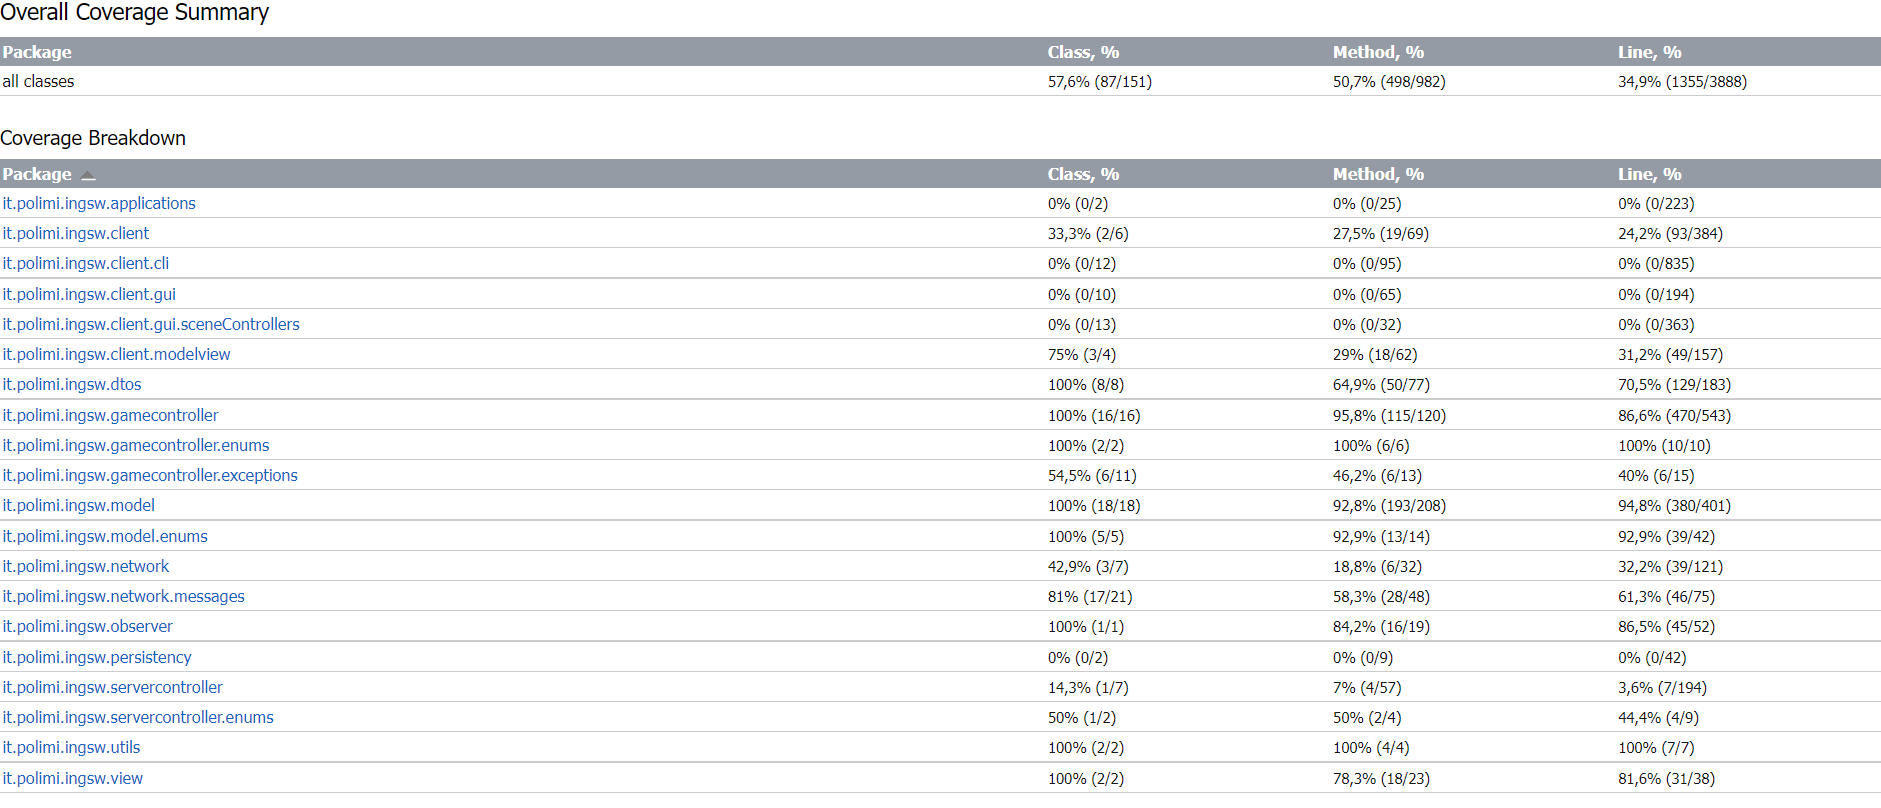 Overall Coverage Summary
Package Class, % Method, % Line, %
all classes 57,6% (87/151) 50,7% (498/982) 34,9% (1355/3888)
Coverage Breakdown
Package Class, % Method, % Line, %
it.polimi.ingsw.applications 0% (0/2) 0% (0/25) 0% (0/223)
it.polimi.ingsw.client 33,3% (2/6) 27,5% (19/69) 24,2% (93/384)
it.polimi.ingsw.client.cli 0% (0/12) 0% (0/95) 0% (0/835)
it.polimi.ingsw.client.gui 0% (0/10) 0% (0/65) 0% (0/194)
it.polimi.ingsw.client.gui.sceneControllers 0% (0/13) 0% (0/32) 0% (0/363)
it.polimi.ingsw.client.modelview 75% (3/4) 29% (18/62) 31,2% (49/157)
it.polimi.ingsw.dtos 100% (8/8) 64,9% (50/77) 70,5% (129/183)
it.polimi.ingsw.gamecontroller 100% (16/16) 95,8% (115/120) 86,6% (470/543)
it.polimi.ingsw.gamecontroller.enums 100% (2/2) 100% (6/6) 100% (10/10)
it.polimi.ingsw.gamecontroller.exceptions 54,5% (6/11) 46,2% (6/13) 40% (6/15)
it.polimi.ingsw.model 100% (18/18) 92,8% (193/208) 94,8% (380/401)
it.polimi.ingsw.model.enums 100% (5/5) 92,9% (13/14) 92,9% (39/42)
it.polimi.ingsw.network 42,9% (3/7) 18,8% (6/32) 32,2% (39/121)
it.polimi.ingsw.network.messages 81% (17/21) 58,3% (28/48) 61,3% (46/75)
it.polimi.ingsw.observer 100% (1/1) 84,2% (16/19) 86,5% (45/52)
it.polimi.ingsw.persistency 0% (0/2) 0% (0/9) 0% (0/42)
it.polimi.ingsw.servercontroller 14,3% (1/7) 7% (4/57) 3,6% (7/194)
it.polimi.ingsw.servercontroller.enums 50% (1/2) 50% (2/4) 44,4% (4/9)
it.polimi.ingsw.utils 100% (2/2) 100% (4/4) 100% (7/7)
it.polimi.ingsw.view 100% (2/2) 78,3% (18/23) 81,6% (31/38)